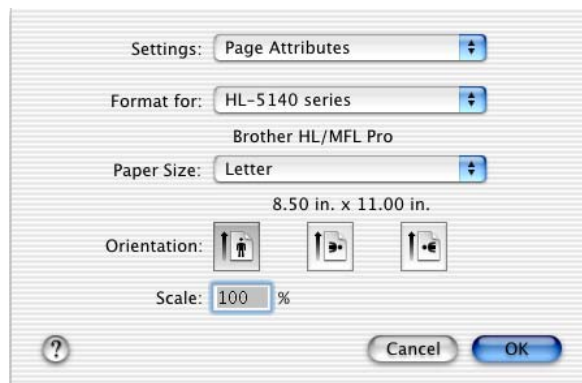 Settings: Page Attributes
Format for: HL-5140 series
Brother HL/MFL Pro
Paper Size: Letter
8.50 in. x 11.00 in.
Orientation:
Scale: 100 %
? Cancel OK